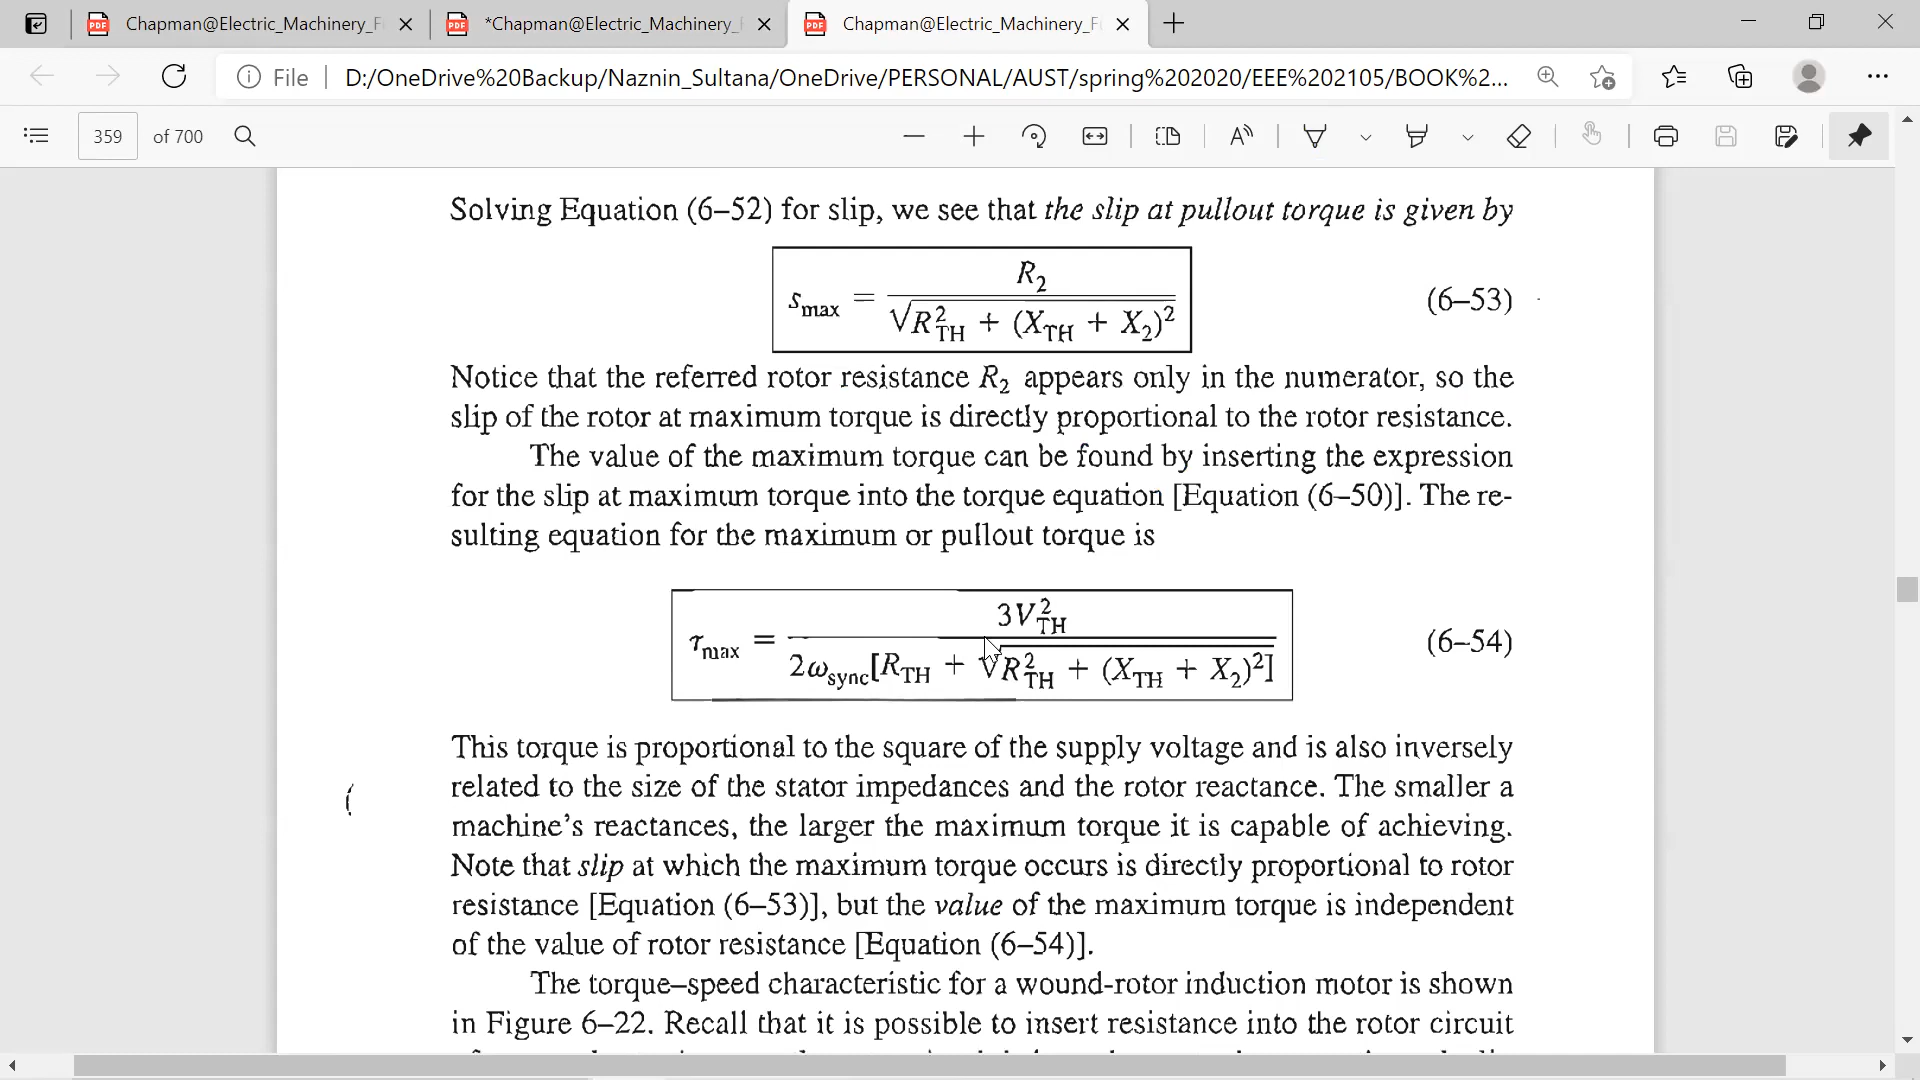 Chapman@Electric_Machinery_F
*Chapman@Electric_Machinery_F
Chapman@Electric_Machinery_F
File
D:/OneDrive%20Backup/Naznin_Sultana/OneDrive/PERSONAL/AUST/spring%202020/EEE%202105/BOOK%2...
359 of 700
Solving Equation (6–52) for slip, we see that the slip at pullout torque is given by
s_max = R_2 / √(R_TH^2 + (X_TH + X_2)^2) (6–53)
Notice that the referred rotor resistance R_2 appears only in the numerator, so the
slip of the rotor at maximum torque is directly proportional to the rotor resistance.
The value of the maximum torque can be found by inserting the expression
for the slip at maximum torque into the torque equation [Equation (6–50)]. The re-
sulting equation for the maximum or pullout torque is
τ_max = 3V_TH^2 / 2ω_sync[R_TH + √(R_TH^2 + (X_TH + X_2)^2)] (6–54)
This torque is proportional to the square of the supply voltage and is also inversely
related to the size of the stator impedances and the rotor reactance. The smaller a
machine's reactances, the larger the maximum torque it is capable of achieving.
Note that slip at which the maximum torque occurs is directly proportional to rotor
resistance [Equation (6–53)], but the value of the maximum torque is independent
of the value of rotor resistance [Equation (6–54)].
The torque–speed characteristic for a wound-rotor induction motor is shown
in Figure 6–22. Recall that it is possible to insert resistance into the rotor circuit